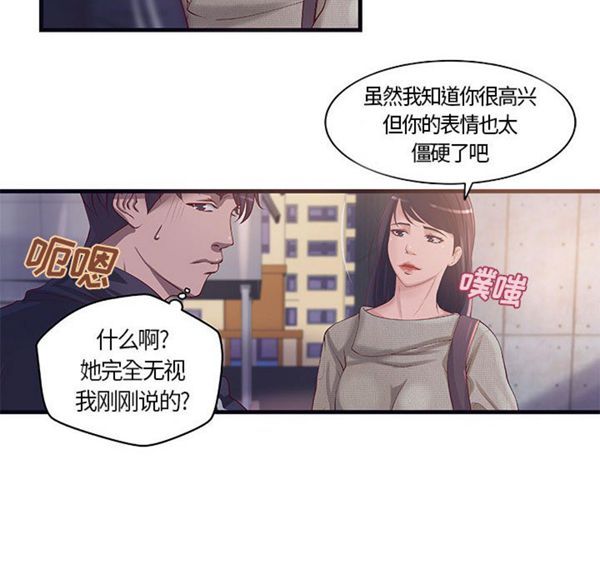 虽然我知道你很高兴
但你的表情也太
僵硬了吧
呃嗯
噗嗤
什么啊?
她完全无视
我刚刚说的?